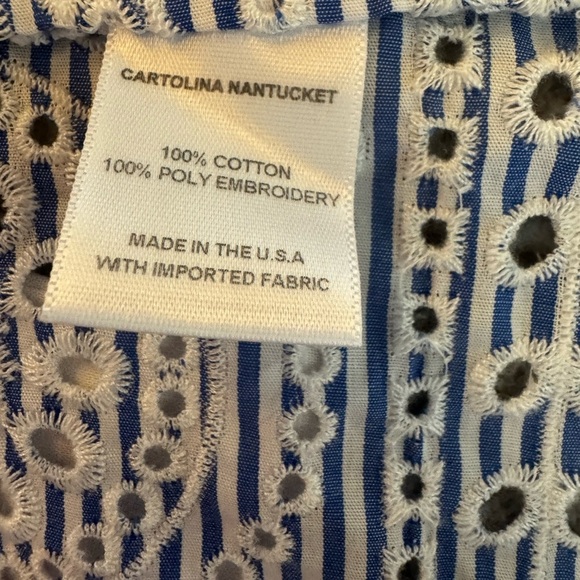 CARTOLINA NANTUCKET
100% COTTON
100% POLY EMBROIDERY
MADE IN THE U.S.A
WITH IMPORTED FABRIC